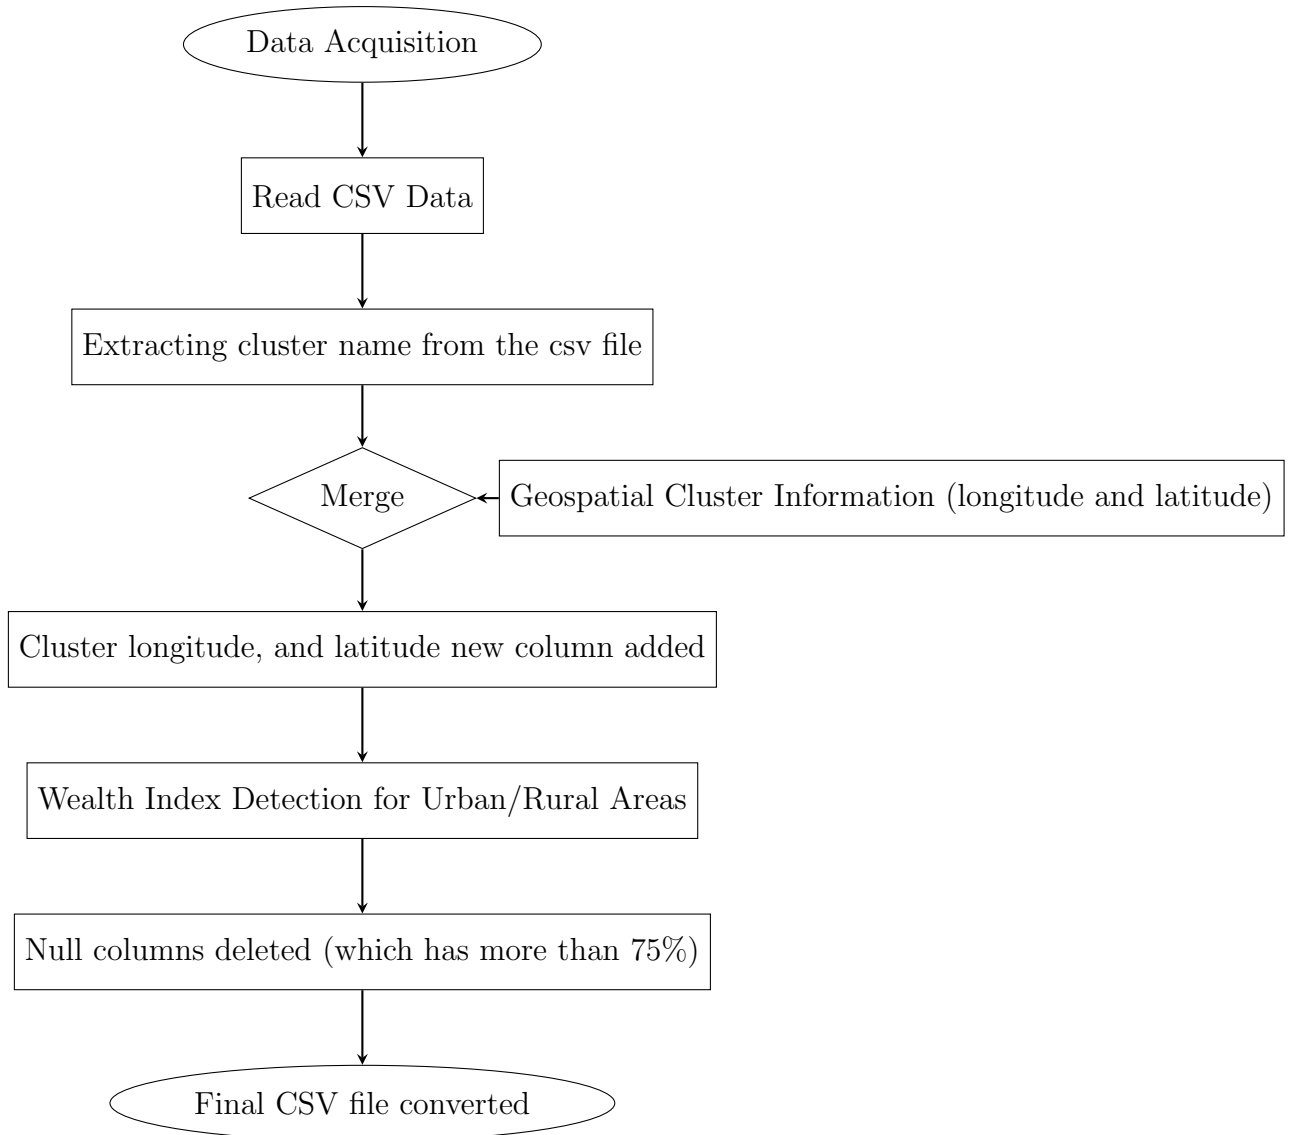 Data Acquisition
Read CSV Data
Extracting cluster name from the csv file
Merge
Geospatial Cluster Information (longitude and latitude)
Cluster longitude, and latitude new column added
Wealth Index Detection for Urban/Rural Areas
Null columns deleted (which has more than 75%)
Final CSV file converted